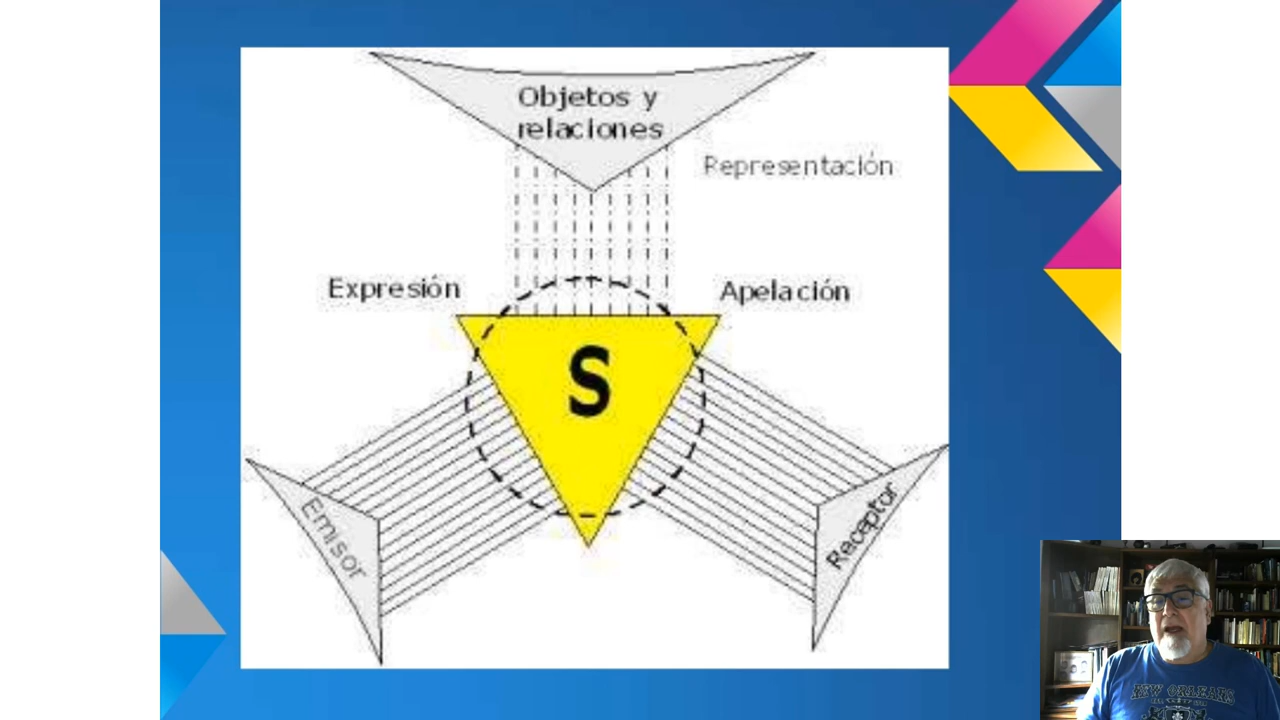 Objetos y
relaciones
Representación
Expresión
Apelación
S
Emisor
Receptor
NEW ORLEANS